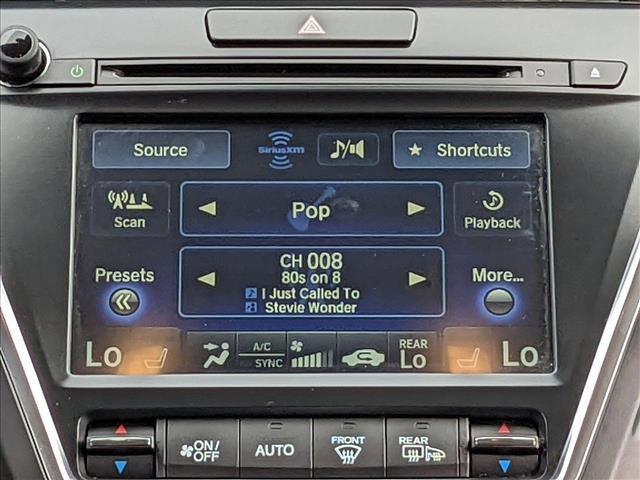 Source
SiriusXM
★ Shortcuts
Scan
Pop
Playback
Presets
CH 008
80s on 8
I Just Called To
Stevie Wonder
More...
Lo
A/C
SYNC
REAR
Lo
Lo
ON/
OFF
AUTO
FRONT
REAR